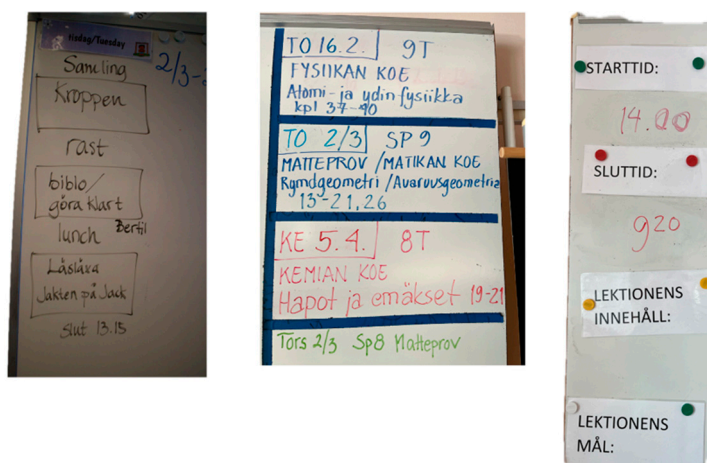 tisdag/Tuesday
Samling 2/3-
Kroppen
rast
biblo/
göra klart
Bertil
lunch
Läsläxa
Jakten på Jack
slut 13.15
TO 16.2. 9T
FYSIIKAN KOE
Atomi- ja ydinfysiikka
kpl 37-40
TO 2/3 SP9
MATTEPROV /MATIKAN KOE
Rymdgeometri /Avaruusgeometria
13-21,26
KE 5.4. 8T
KEMIAN KOE
Hapot ja emäkset 19-21
Tors 2/3 Sp8 Matteprov
STARTTID:
14.00
SLUTTID:
920
LEKTIONENS
INNEHÅLL:
LEKTIONENS
MÅL: